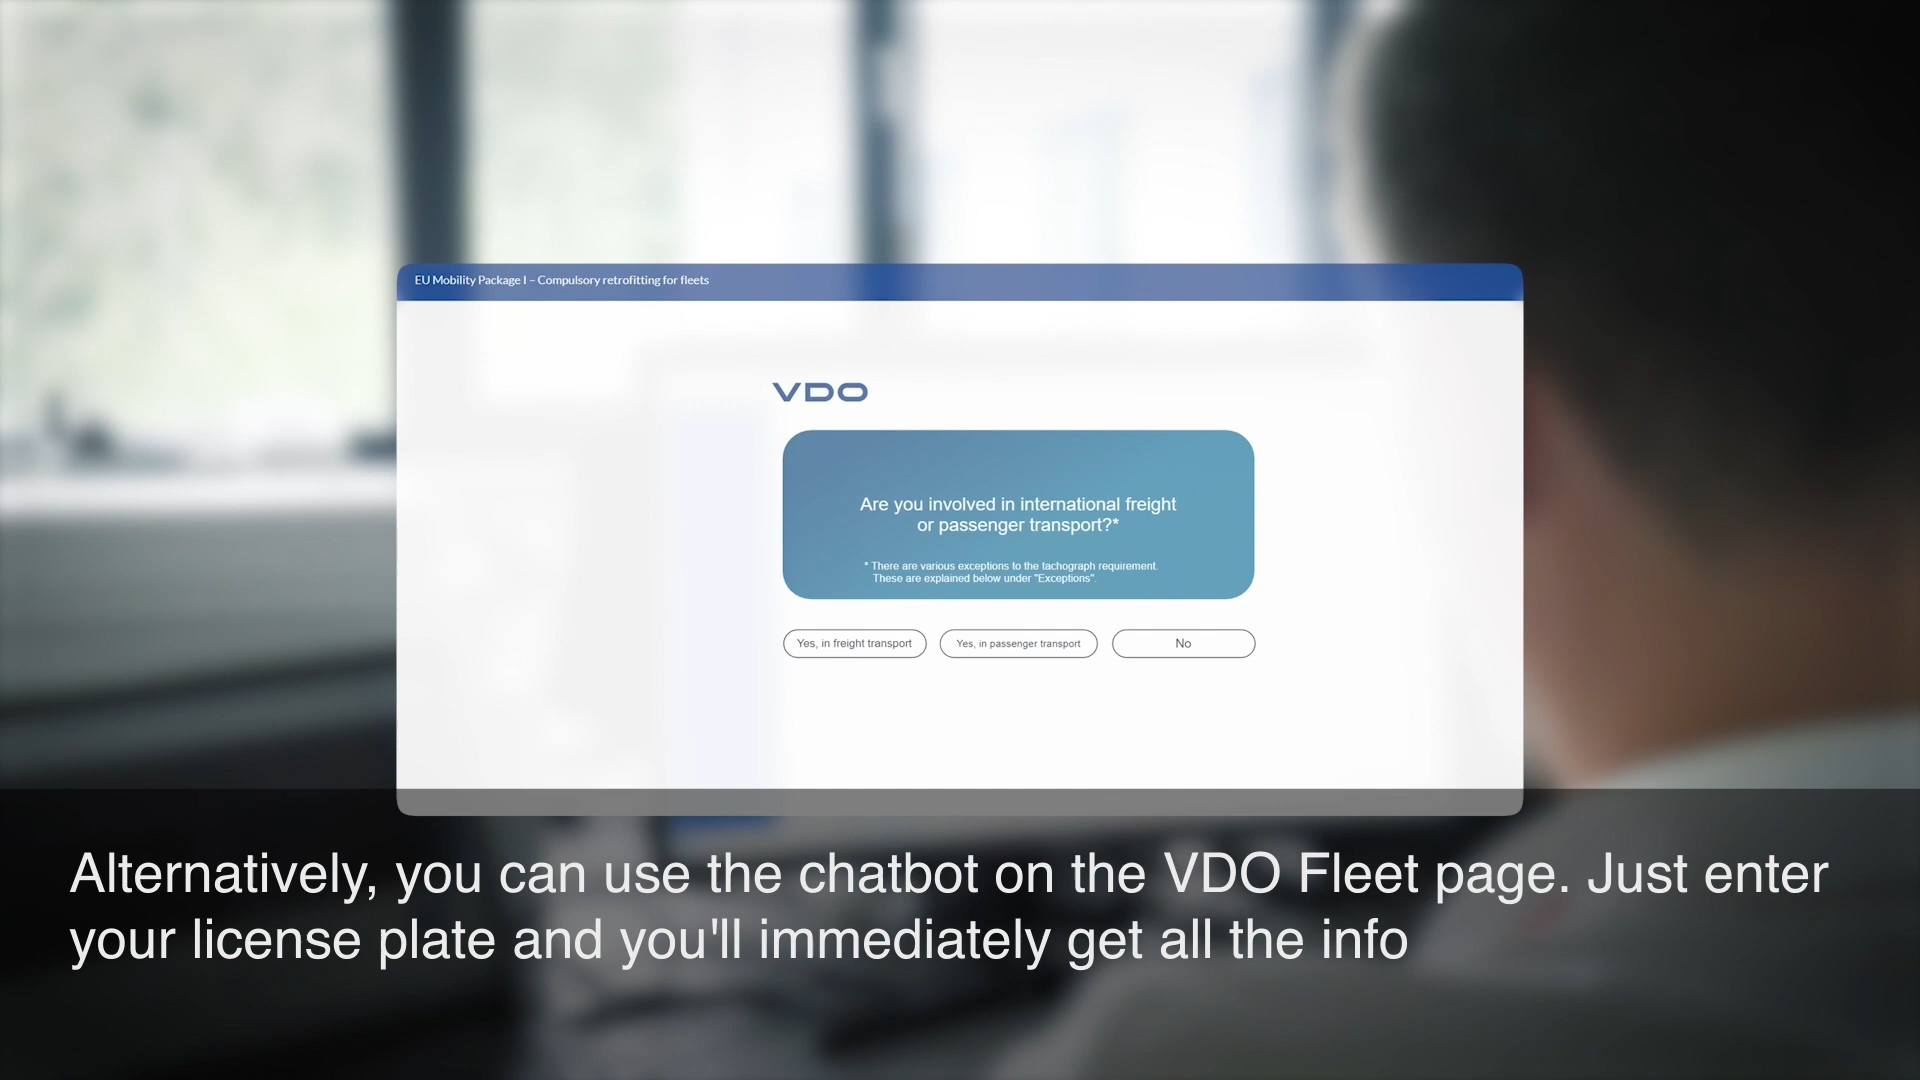 EU Mobility Package I – Compulsory retrofitting for fleets
VDO
Are you involved in international freight
or passenger transport?*
* There are various exceptions to the tachograph requirement.
These are explained below under "Exceptions".
Yes, in freight transport
Yes, in passenger transport
No
Alternatively, you can use the chatbot on the VDO Fleet page. Just enter
your license plate and you'll immediately get all the info